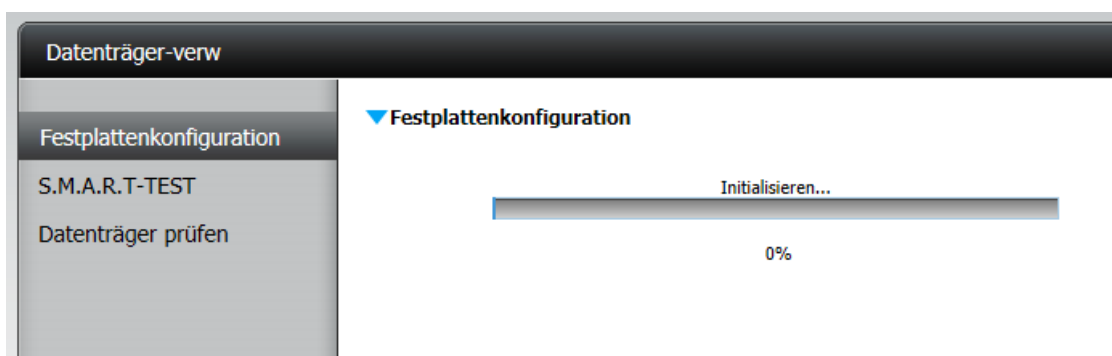 Datenträger-verw
Festplattenkonfiguration
S.M.A.R.T-TEST
Datenträger prüfen
Festplattenkonfiguration
Initialisieren...
0%